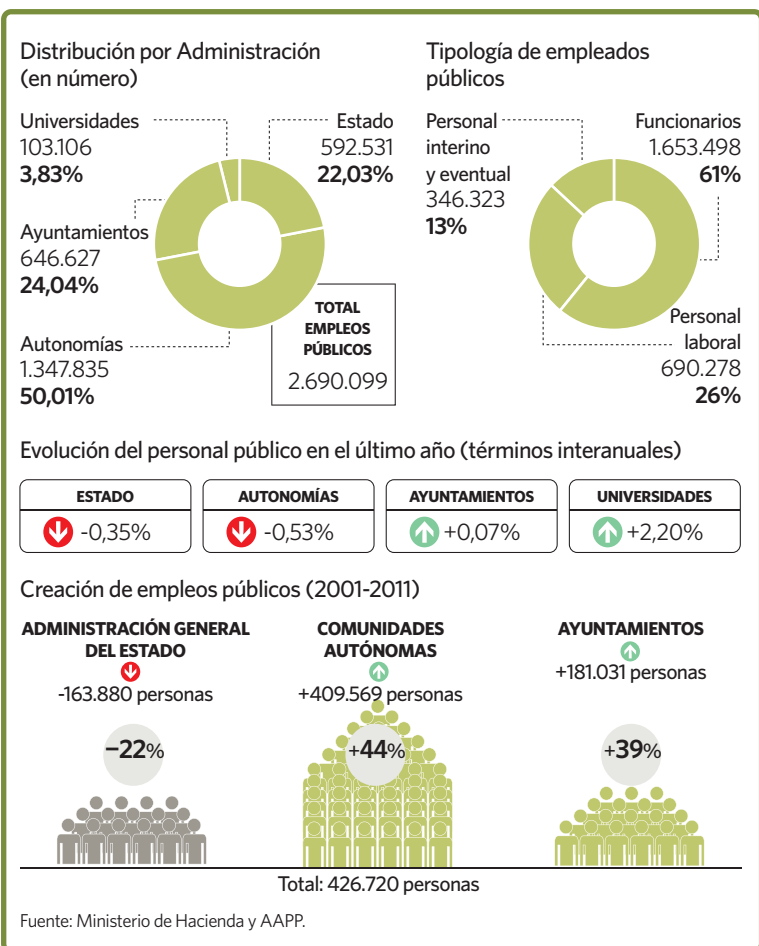 Distribución por Administración
(en número)
Universidades
103.106
3,83%
Estado
592.531
22,03%
Ayuntamientos
646.627
24,04%
Autonomías
1.347.835
50,01%
TOTAL
EMPLEOS
PÚBLICOS
2.690.099
Tipología de empleados
públicos
Personal
interino
y eventual
346.323
13%
Funcionarios
1.653.498
61%
Personal
laboral
690.278
26%
Evolución del personal público en el último año (términos interanuales)
ESTADO
-0,35%
AUTONOMÍAS
-0,53%
AYUNTAMIENTOS
+0,07%
UNIVERSIDADES
+2,20%
Creación de empleos públicos (2001-2011)
ADMINISTRACIÓN GENERAL
DEL ESTADO
-163.880 personas
−22%
COMUNIDADES
AUTÓNOMAS
+409.569 personas
+44%
AYUNTAMIENTOS
+181.031 personas
+39%
Total: 426.720 personas
Fuente: Ministerio de Hacienda y AAPP.